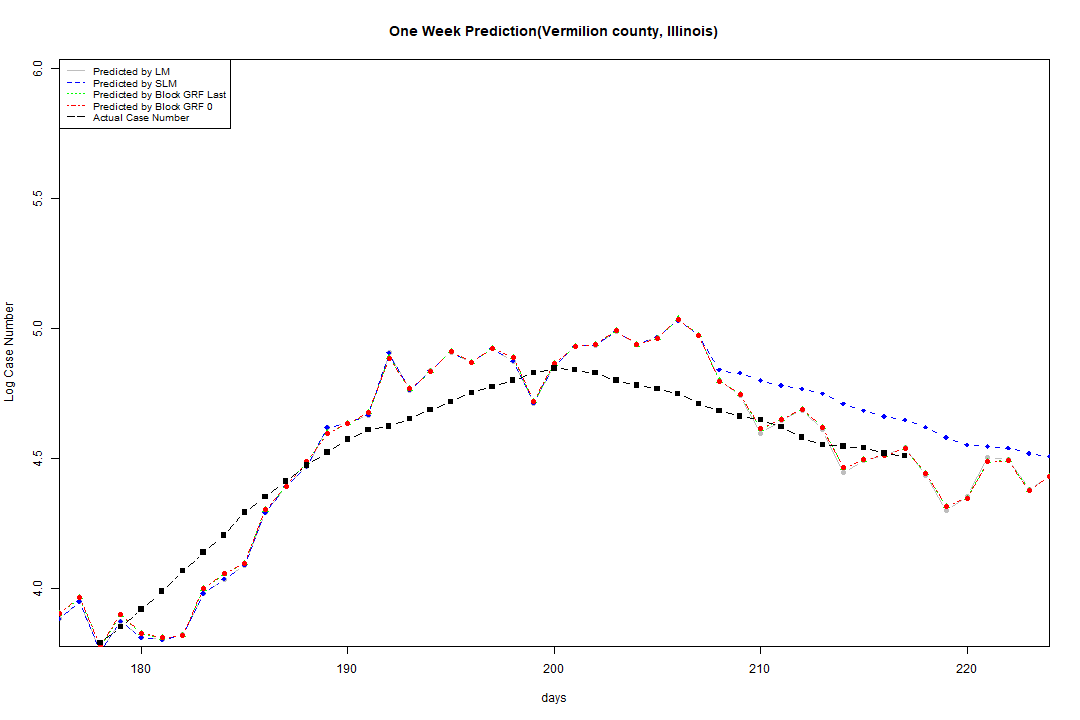 One Week Prediction(Vermilion county, Illinois)
Predicted by LM
Predicted by SLM
Predicted by Block GRF Last
Predicted by Block GRF 0
Actual Case Number
6.0
5.5
5.0
4.5
4.0
Log Case Number
180 190 200 210 220
days